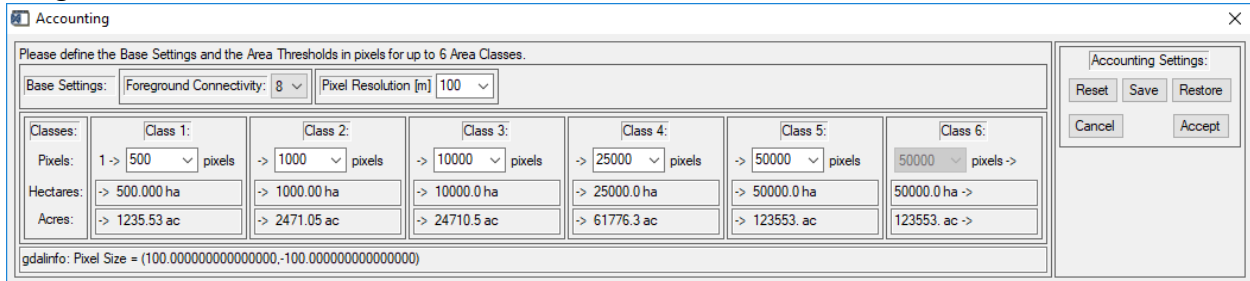 Accounting
Please define the Base Settings and the Area Thresholds in pixels for up to 6 Area Classes.
Base Settings: Foreground Connectivity: 8 Pixel Resolution [m] 100
Classes: Class 1: Class 2: Class 3: Class 4: Class 5: Class 6:
Pixels: 1 -> 500 pixels -> 1000 pixels -> 10000 pixels -> 25000 pixels -> 50000 pixels 50000 pixels ->
Hectares: -> 500.000 ha -> 1000.00 ha -> 10000.0 ha -> 25000.0 ha -> 50000.0 ha 50000.0 ha ->
Acres: -> 1235.53 ac -> 2471.05 ac -> 24710.5 ac -> 61776.3 ac -> 123553. ac 123553. ac ->
gdalinfo: Pixel Size = (100.000000000000000,-100.000000000000000)
Accounting Settings:
Reset Save Restore
Cancel Accept